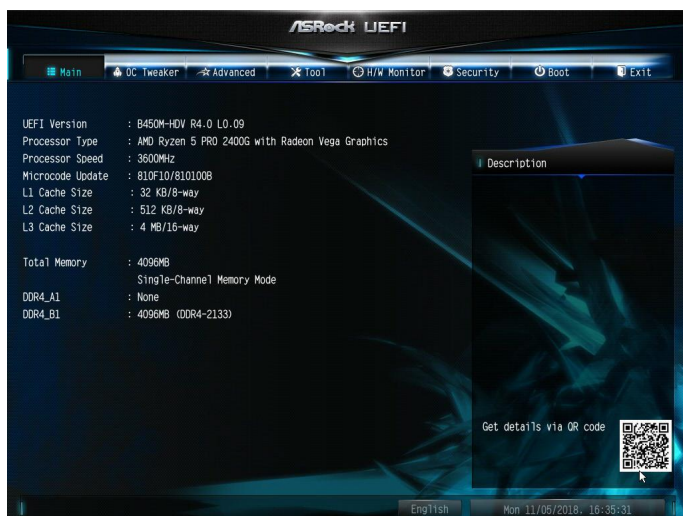 ASRock UEFI
Main OC Tweaker Advanced Tool H/W Monitor Security Boot Exit
UEFI Version : B450M-HDV R4.0 L0.09
Processor Type : AMD Ryzen 5 PRO 2400G with Radeon Vega Graphics
Processor Speed : 3600MHz
Microcode Update : 810F10/810100B
L1 Cache Size : 32 KB/8-way
L2 Cache Size : 512 KB/8-way
L3 Cache Size : 4 MB/16-way
Total Memory : 4096MB
Single-Channel Memory Mode
DDR4_A1 : None
DDR4_B1 : 4096MB (DDR4-2133)
Description
Get details via QR code
English
Mon 11/05/2018. 16:35:31